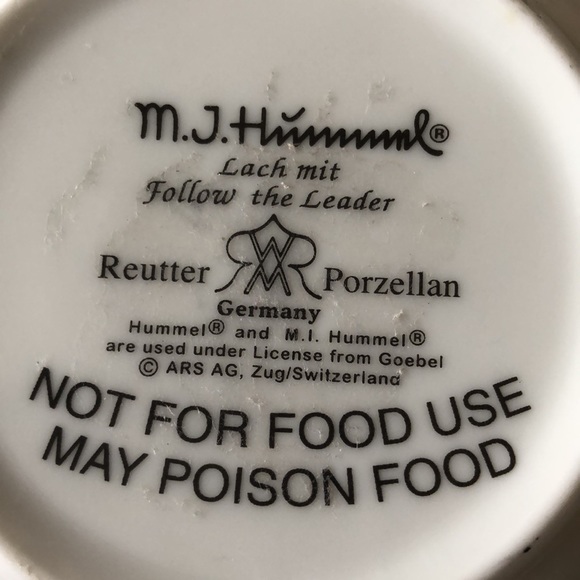 M.J.Hummel®
Lach mit
Follow the Leader
Reutter Porzellan
Germany
Hummel® and M.I. Hummel®
are used under License from Goebel
© ARS AG, Zug/Switzerland
NOT FOR FOOD USE
MAY POISON FOOD